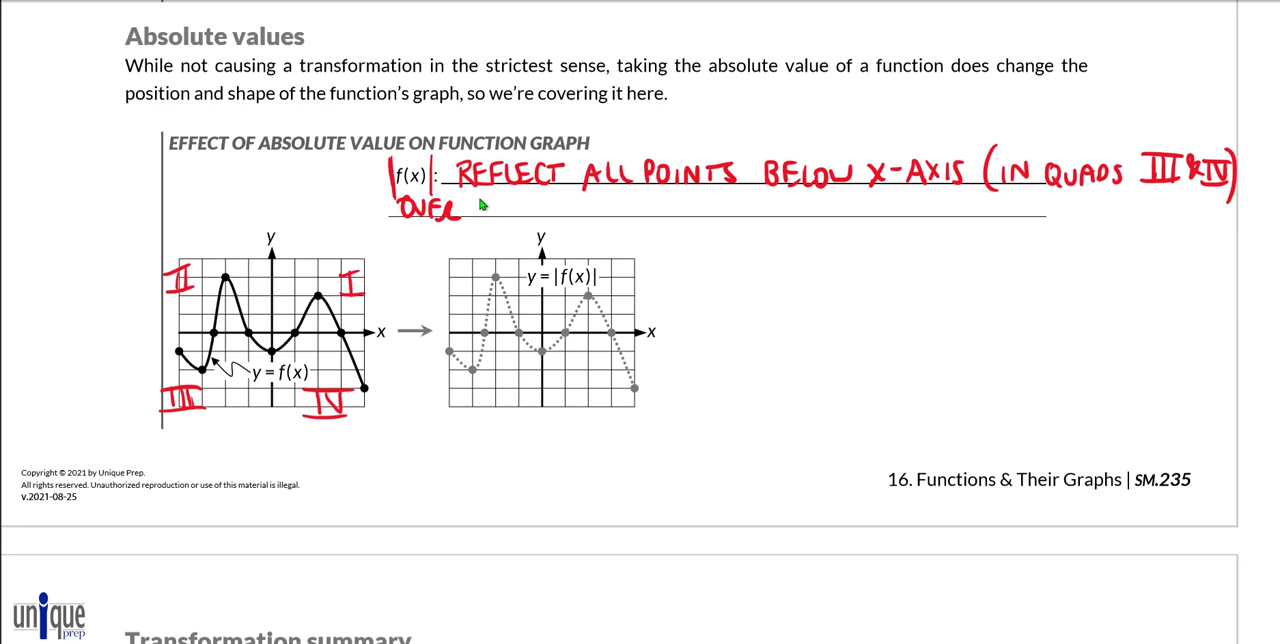 Absolute values
While not causing a transformation in the strictest sense, taking the absolute value of a function does change the
position and shape of the function's graph, so we're covering it here.
EFFECT OF ABSOLUTE VALUE ON FUNCTION GRAPH
|f(x)|: REFLECT ALL POINTS BELOW X-AXIS (IN QUADS III & IV)
OVER
y
II
I
x
y = f(x)
III
IV
y
y = |f(x)|
x
Copyright © 2021 by Unique Prep.
All rights reserved. Unauthorized reproduction or use of this material is illegal.
v.2021-08-25
16. Functions & Their Graphs | SM.235
unique
prep
Transformation summary